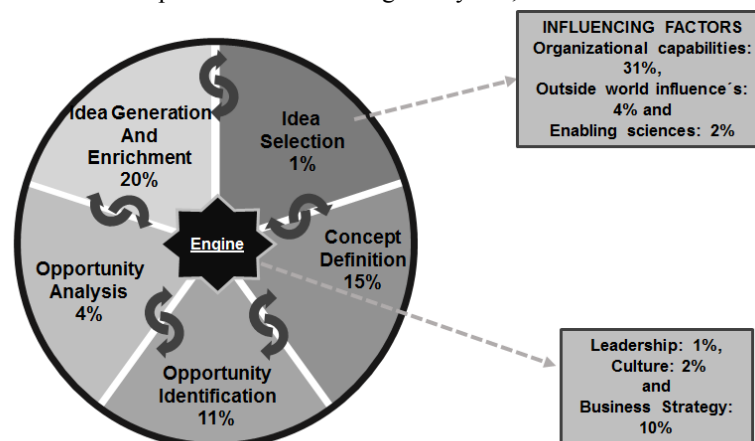 INFLUENCING FACTORS
Organizational capabilities:
31%,
Outside world influence´s:
4% and
Enabling sciences: 2%
Idea Generation
And
Enrichment
20%
Idea
Selection
1%
Engine
Concept
Definition
15%
Opportunity
Analysis
4%
Opportunity
Identification
11%
Leadership: 1%,
Culture: 2%
and
Business Strategy:
10%